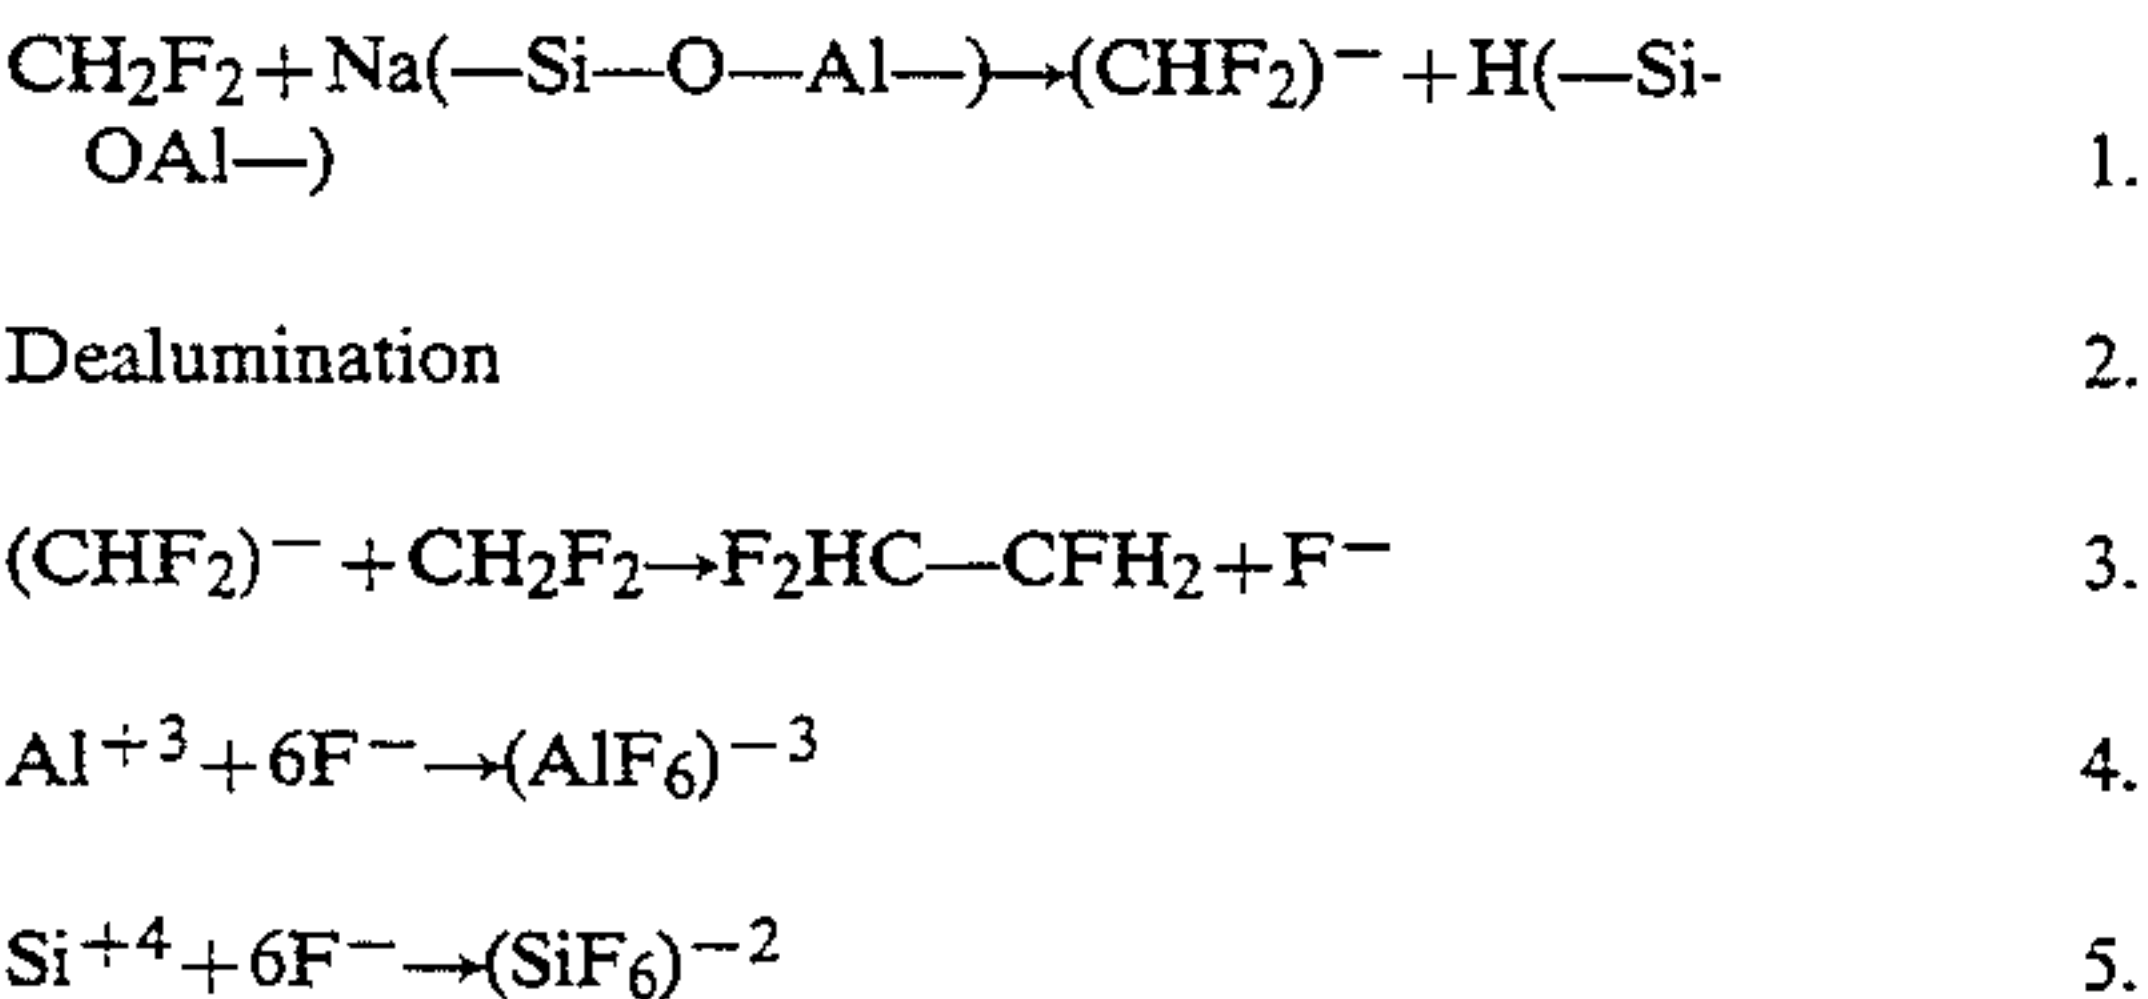 CH₂F₂+Na(—Si—O—Al—)→(CHF₂)⁻+H(—Si-
OAl—) 1.
Dealumination 2.
(CHF₂)⁻+CH₂F₂→F₂HC—CFH₂+F⁻ 3.
Al⁺³+6F⁻→(AlF₆)⁻³ 4.
Si⁺⁴+6F⁻→(SiF₆)⁻² 5.